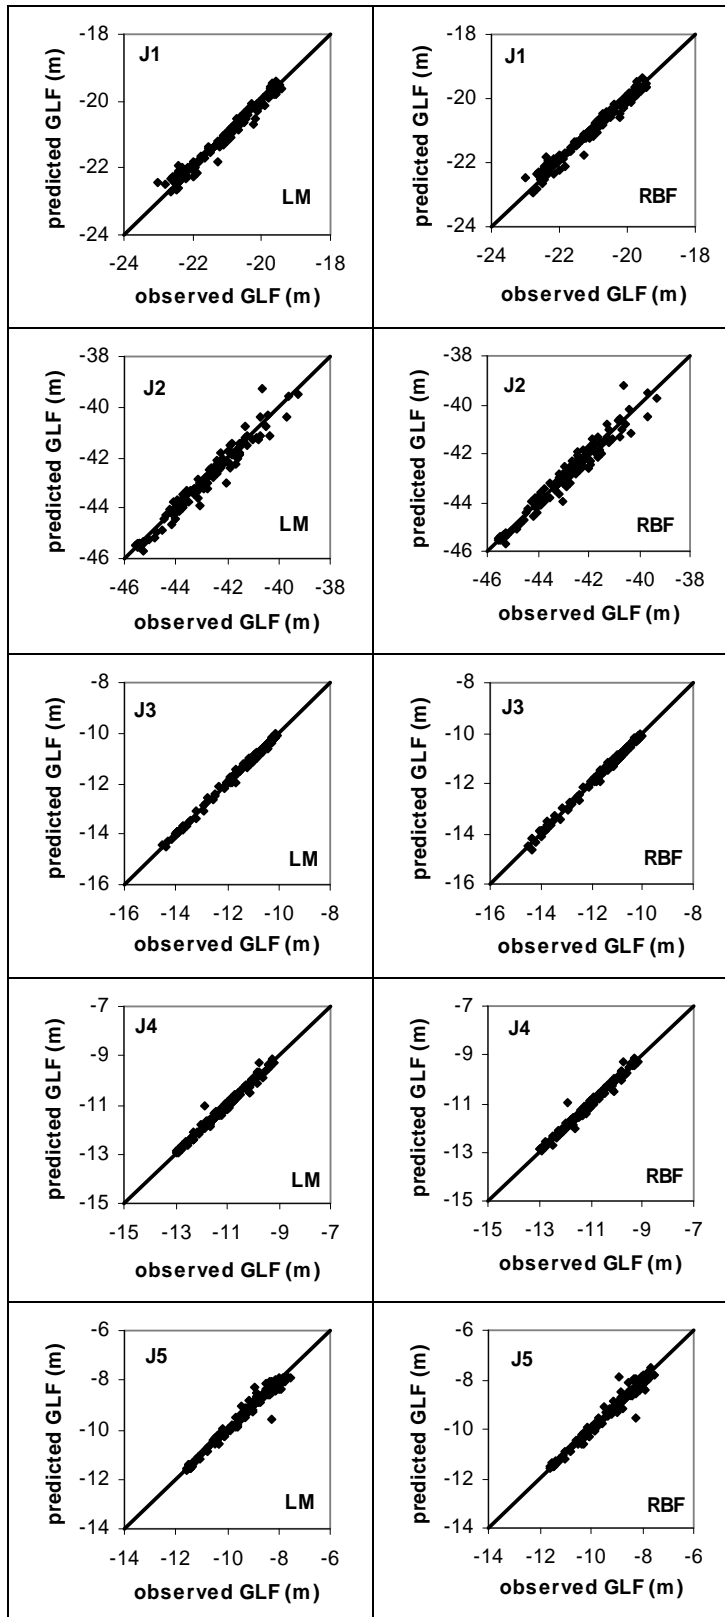 J1
LM
predicted GLF (m)
-18
-20
-22
-24
-24 -22 -20 -18
observed GLF (m)
J1
RBF
predicted GLF (m)
-18
-20
-22
-24
-24 -22 -20 -18
observed GLF (m)
J2
LM
predicted GLF (m)
-38
-40
-42
-44
-46
-46 -44 -42 -40 -38
observed GLF (m)
J2
RBF
predicted GLF (m)
-38
-40
-42
-44
-46
-46 -44 -42 -40 -38
observed GLF (m)
J3
LM
predicted GLF (m)
-8
-10
-12
-14
-16
-16 -14 -12 -10 -8
observed GLF (m)
J3
RBF
predicted GLF (m)
-8
-10
-12
-14
-16
-16 -14 -12 -10 -8
observed GLF (m)
J4
LM
predicted GLF (m)
-7
-9
-11
-13
-15
-15 -13 -11 -9 -7
observed GLF (m)
J4
RBF
predicted GLF (m)
-7
-9
-11
-13
-15
-15 -13 -11 -9 -7
observed GLF (m)
J5
LM
predicted GLF (m)
-6
-8
-10
-12
-14
-14 -12 -10 -8 -6
observed GLF (m)
J5
RBF
predicted GLF (m)
-6
-8
-10
-12
-14
-14 -12 -10 -8 -6
observed GLF (m)